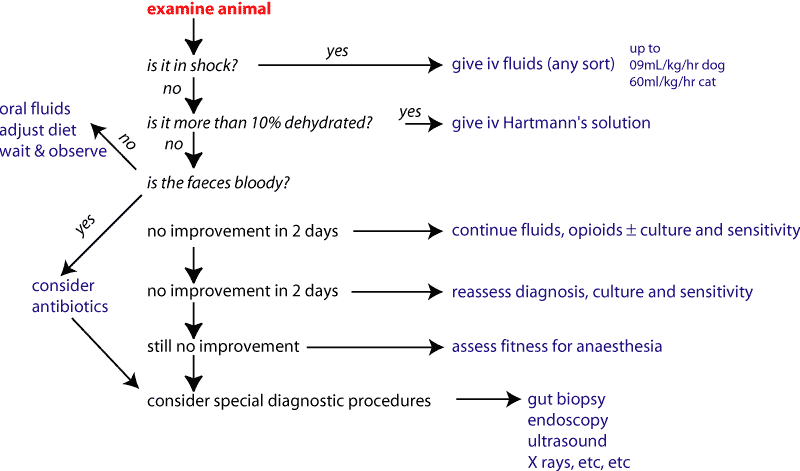 examine animal
yes
is it in shock?
give iv fluids (any sort)
up to
09mL/kg/hr dog
60ml/kg/hr cat
no
oral fluids
adjust diet
wait & observe
no
is it more than 10% dehydrated?
yes
give iv Hartmann's solution
no
is the faeces bloody?
yes
no improvement in 2 days
continue fluids, opioids ± culture and sensitivity
consider
antibiotics
no improvement in 2 days
reassess diagnosis, culture and sensitivity
still no improvement
assess fitness for anaesthesia
consider special diagnostic procedures
gut biopsy
endoscopy
ultrasound
X rays, etc, etc